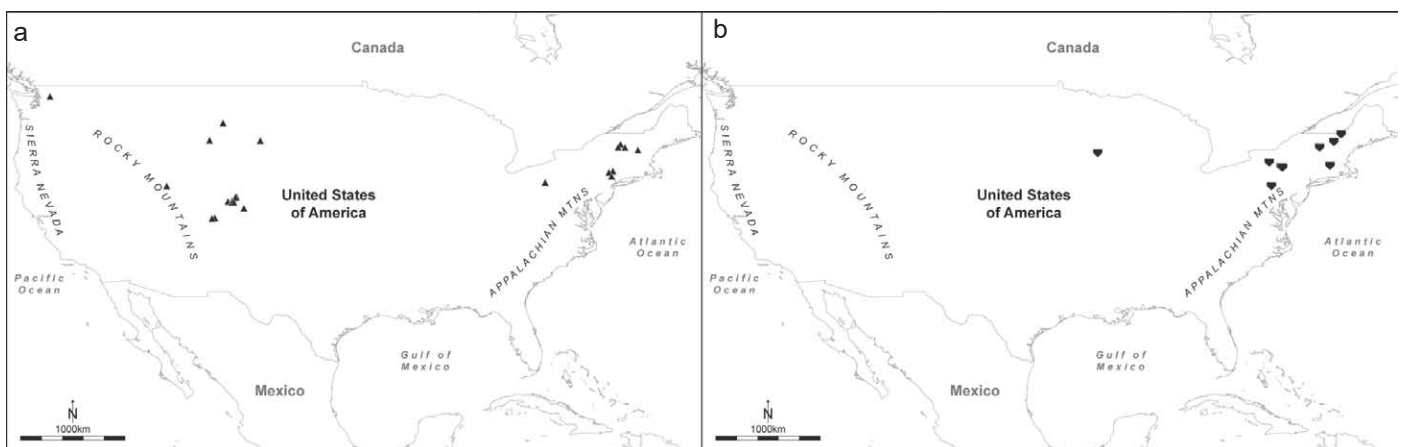 a
Canada
SIERRA NEVADA
ROCKY MOUNTAINS
United States
of America
APPALACHIAN MTNS
Atlantic
Ocean
Pacific
Ocean
Gulf of
Mexico
Mexico
N
1000km
b
Canada
SIERRA NEVADA
ROCKY MOUNTAINS
United States
of America
APPALACHIAN MTNS
Atlantic
Ocean
Pacific
Ocean
Gulf of
Mexico
Mexico
N
1000km